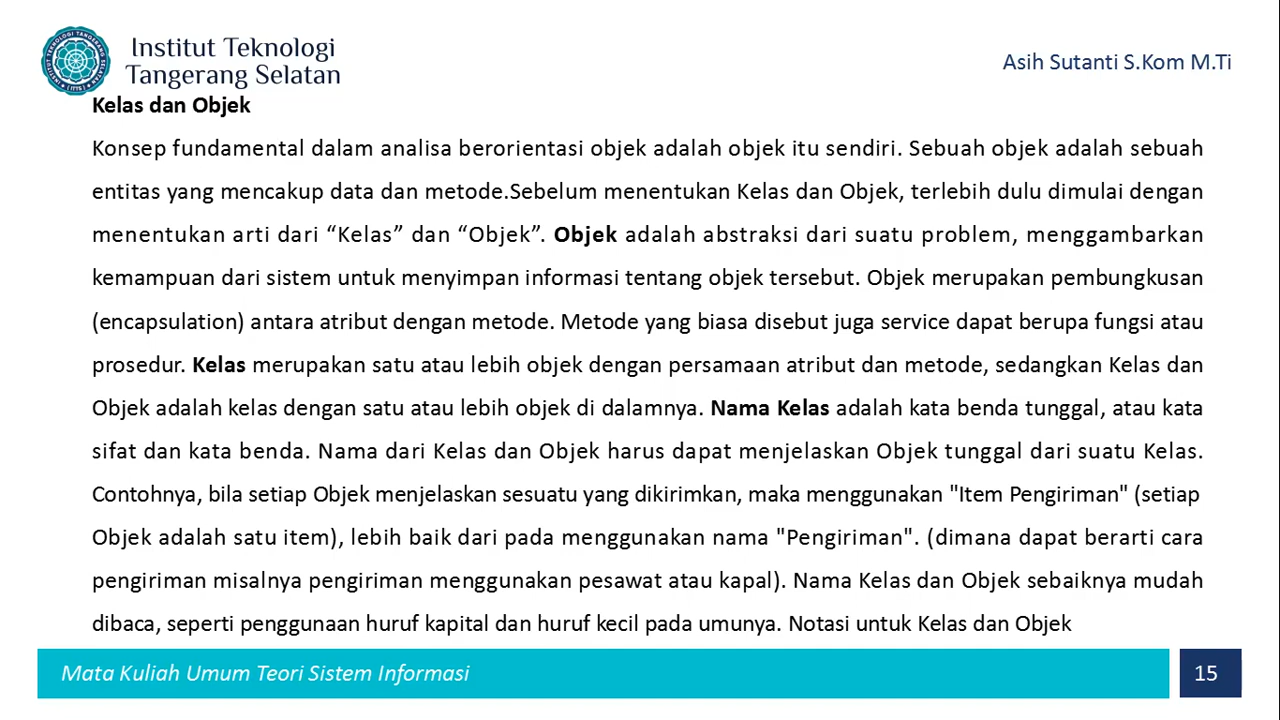 Institut Teknologi
Tangerang Selatan
Asih Sutanti S.Kom M.Ti
Kelas dan Objek
Konsep fundamental dalam analisa berorientasi objek adalah objek itu sendiri. Sebuah objek adalah sebuah
entitas yang mencakup data dan metode.Sebelum menentukan Kelas dan Objek, terlebih dulu dimulai dengan
menentukan arti dari “Kelas” dan “Objek”. Objek adalah abstraksi dari suatu problem, menggambarkan
kemampuan dari sistem untuk menyimpan informasi tentang objek tersebut. Objek merupakan pembungkusan
(encapsulation) antara atribut dengan metode. Metode yang biasa disebut juga service dapat berupa fungsi atau
prosedur. Kelas merupakan satu atau lebih objek dengan persamaan atribut dan metode, sedangkan Kelas dan
Objek adalah kelas dengan satu atau lebih objek di dalamnya. Nama Kelas adalah kata benda tunggal, atau kata
sifat dan kata benda. Nama dari Kelas dan Objek harus dapat menjelaskan Objek tunggal dari suatu Kelas.
Contohnya, bila setiap Objek menjelaskan sesuatu yang dikirimkan, maka menggunakan "Item Pengiriman" (setiap
Objek adalah satu item), lebih baik dari pada menggunakan nama "Pengiriman". (dimana dapat berarti cara
pengiriman misalnya pengiriman menggunakan pesawat atau kapal). Nama Kelas dan Objek sebaiknya mudah
dibaca, seperti penggunaan huruf kapital dan huruf kecil pada umunya. Notasi untuk Kelas dan Objek
Mata Kuliah Umum Teori Sistem Informasi
15